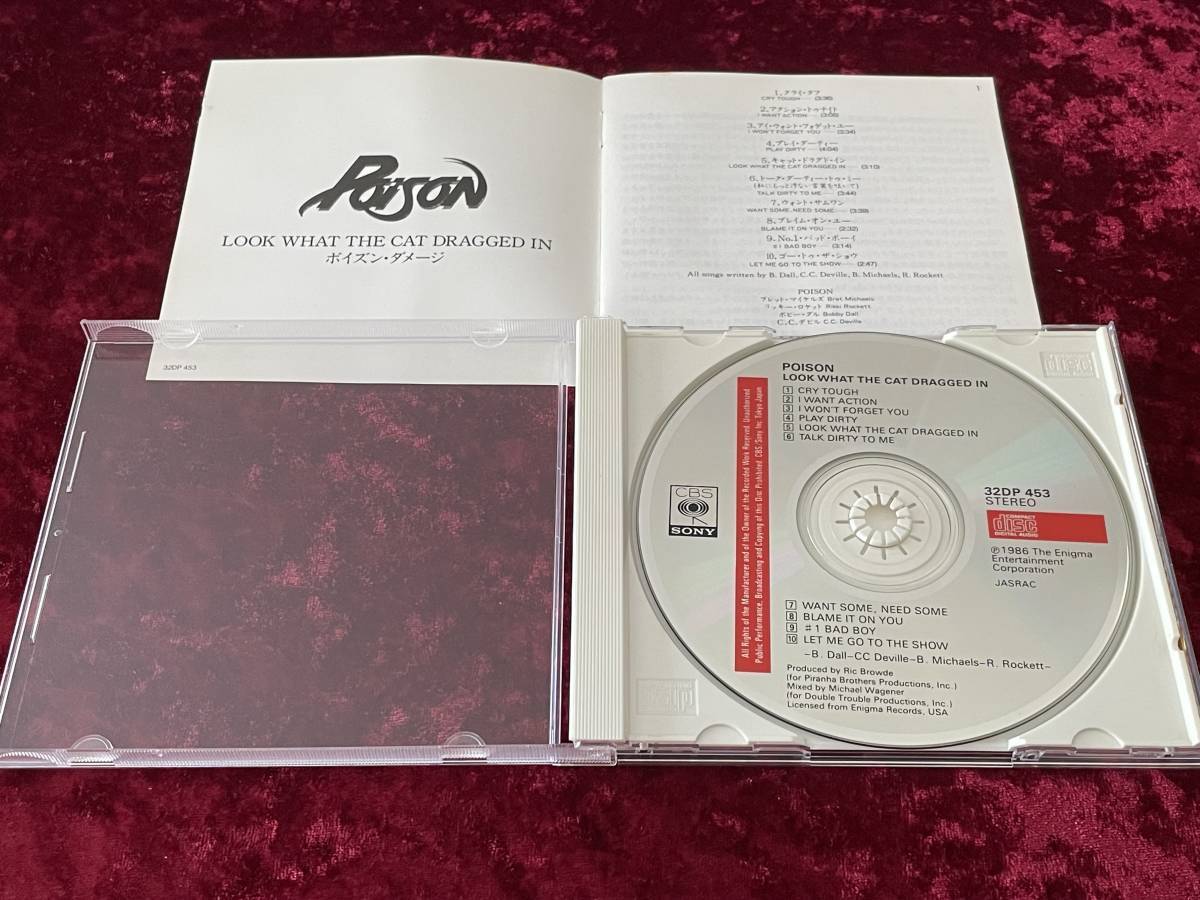 POISON
LOOK WHAT THE CAT DRAGGED IN
ポイズン・ダメージ
32DP 453
1
1. クライ・タフ
CRY TOUGH (3:36)
2. アクション・トゥナイト
I WANT ACTION (3:06)
3. アイ・ウォント・フォゲット・ユー
I WON'T FORGET YOU (3:34)
4. プレイ・ダーティー
PLAY DIRTY (4:04)
5. キャット・ドラグド・イン
LOOK WHAT THE CAT DRAGGED IN (3:10)
6. トーク・ダーティー・トゥ・ミー
TALK DIRTY TO ME (3:44)
7. ウォント・サムワン
WANT SOME, NEED SOME (3:39)
8. ブレイム・オン・ユー
BLAME IT ON YOU (2:32)
9. No.1・バッド・ボーイ
#1 BAD BOY (3:14)
10. ゴー・トゥ・ザ・ショウ
LET ME GO TO THE SHOW (2:47)
All songs written by B. Dall, C.C. Deville, B. Michaels, R. Rockett
POISON
ブレット・マイケルズ Bret Michaels
リッキー・ロケット Rikki Rockett
ボビー・ダル Bobby Dall
C.C.デビル C.C. Deville
POISON
LOOK WHAT THE CAT DRAGGED IN
1 CRY TOUGH
2 I WANT ACTION
3 I WON'T FORGET YOU
4 PLAY DIRTY
5 LOOK WHAT THE CAT DRAGGED IN
6 TALK DIRTY TO ME
All Rights of the Manufacturer and of the Owner of the Recorded Work Reserved. Unauthorized
Public Performance, Broadcasting and Copying of this Disc Prohibited. CBS/Sony Inc. Tokyo Japan
CBS
SONY
32DP 453
STEREO
COMPACT
disc
DIGITAL AUDIO
℗1986 The Enigma
Entertainment
Corporation
JASRAC
7 WANT SOME, NEED SOME
8 BLAME IT ON YOU
9 #1 BAD BOY
10 LET ME GO TO THE SHOW
–B. Dall–CC Deville–B. Michaels–R. Rockett–
Produced by Ric Browde
(for Piranha Brothers Productions, Inc.)
Mixed by Michael Wagener
(for Double Trouble Productions, Inc.)
Licensed from Enigma Records, USA
disc